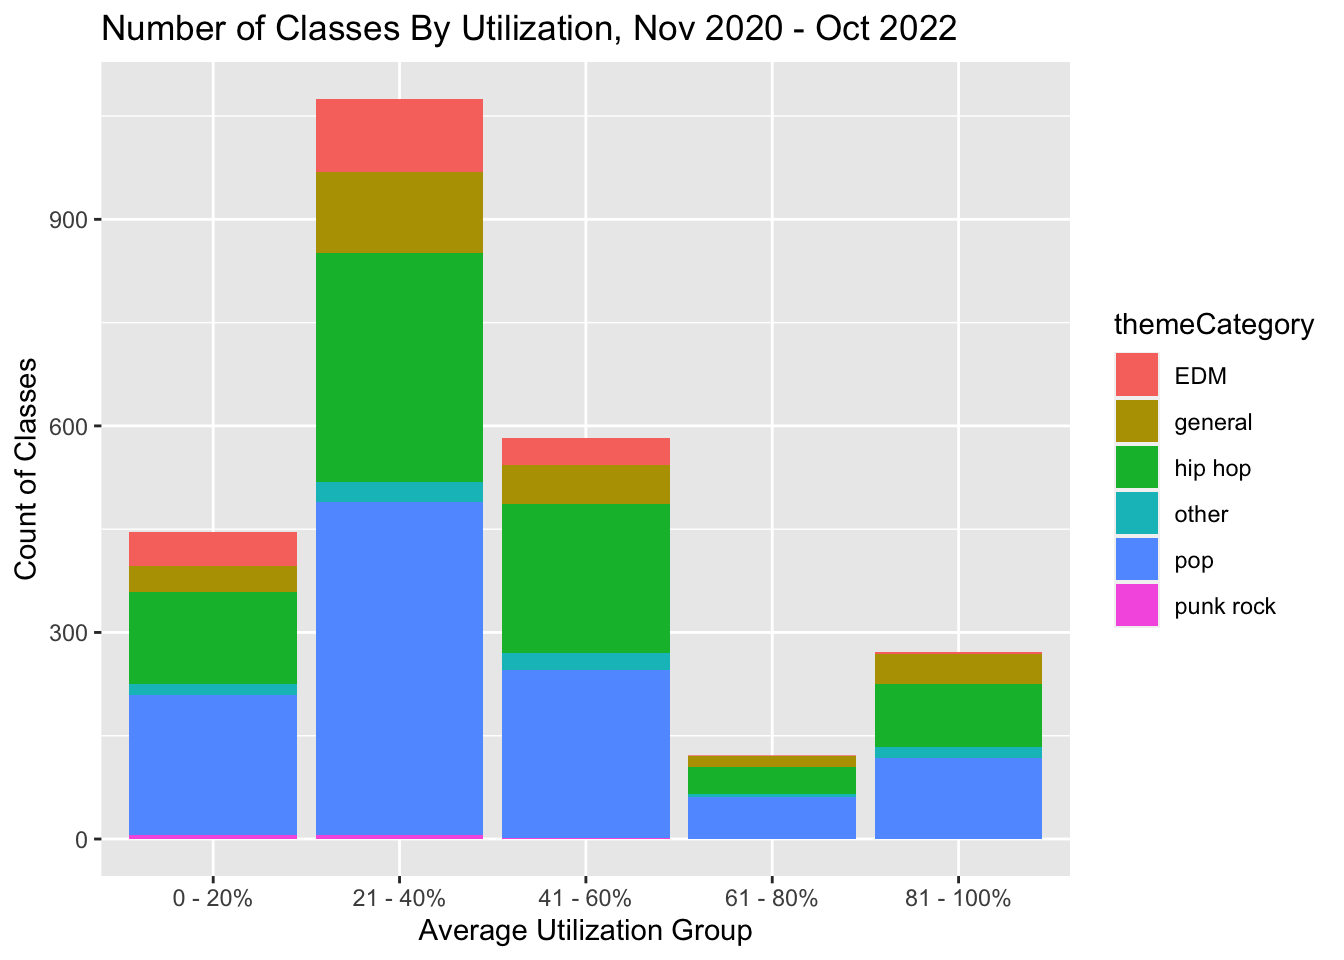 Number of Classes By Utilization, Nov 2020 - Oct 2022
Count of Classes
900
600
300
0
0 - 20%
21 - 40%
41 - 60%
61 - 80%
81 - 100%
Average Utilization Group
themeCategory
EDM
general
hip hop
other
pop
punk rock